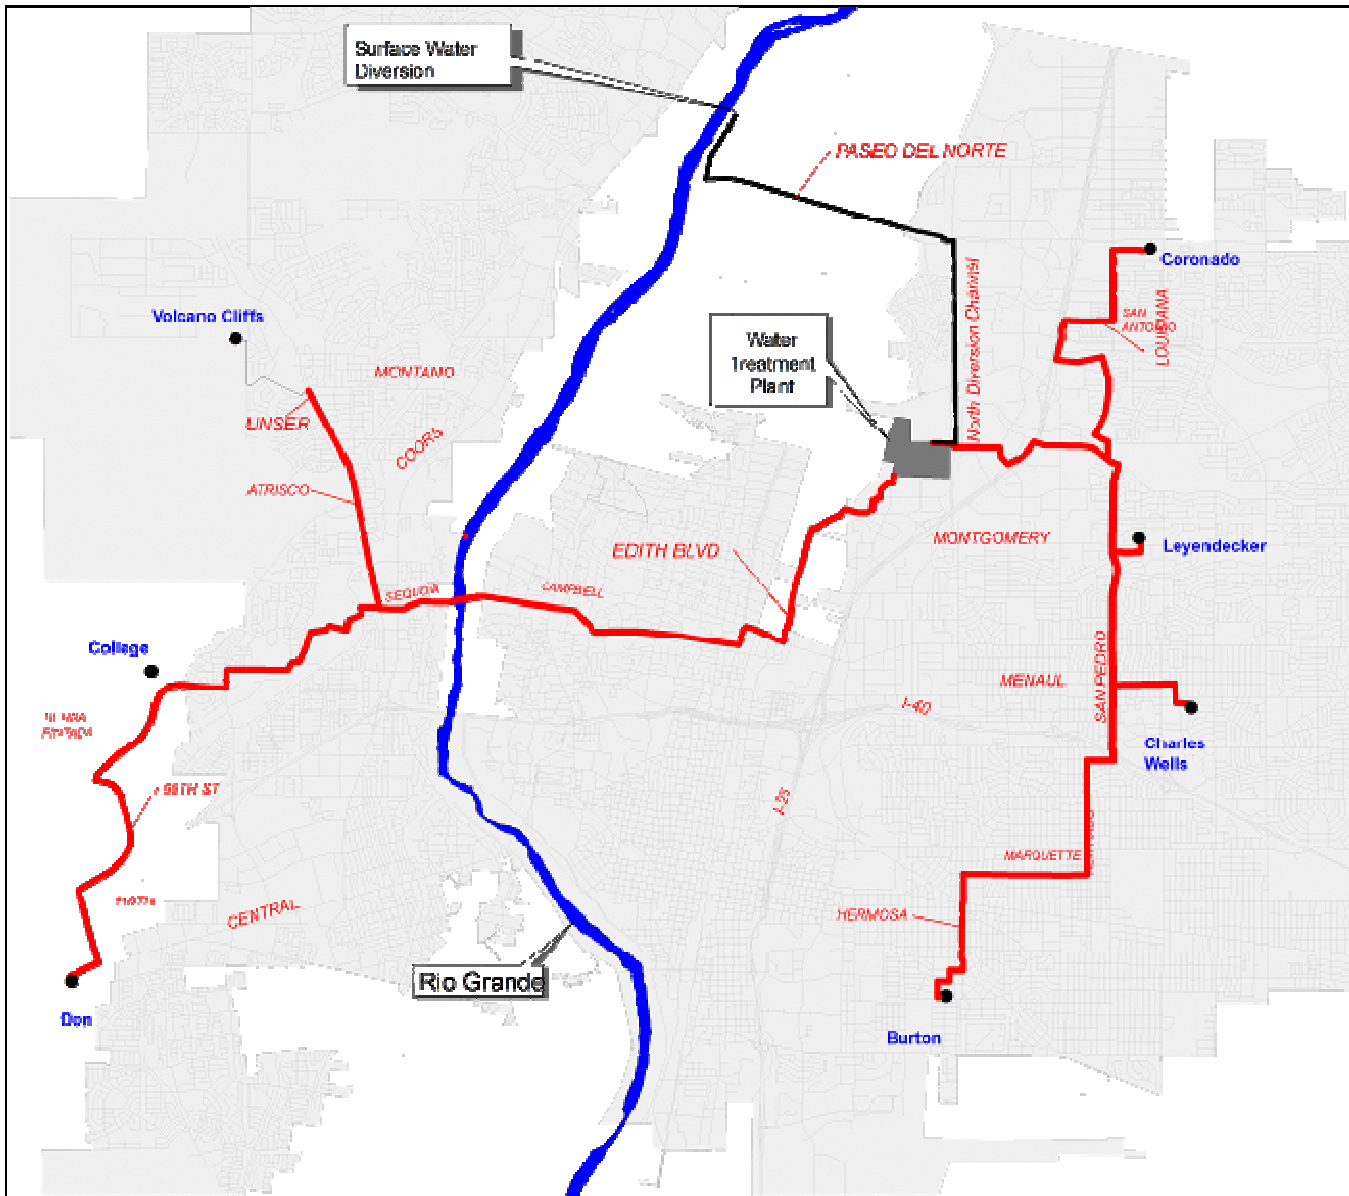 Surface Water
Diversion
PASEO DEL NORTE
Coronado
North Diversion Channel
SAN
ANTONIO
LOUISIANA
Volcano Cliffs
Water
Treatment
Plant
MONTANO
UNSER
COORS
ATRISCO
EDITH BLVD
MONTGOMERY
Leyendecker
SEQUOIA
CAMPBELL
College
MENAUL
SAN PEDRO
I-40
Charles
Wells
98TH ST
I-25
MARQUETTE
CENTRAL
HERMOSA
Rio Grande
Don
Burton